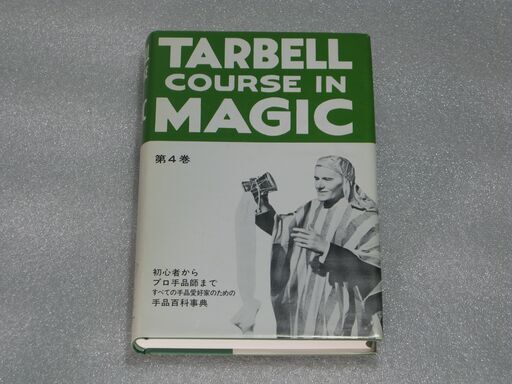 TARBELL
COURSE IN
MAGIC
第4巻
初心者から
プロ手品師まで
すべての手品愛好家のための
手品百科事典